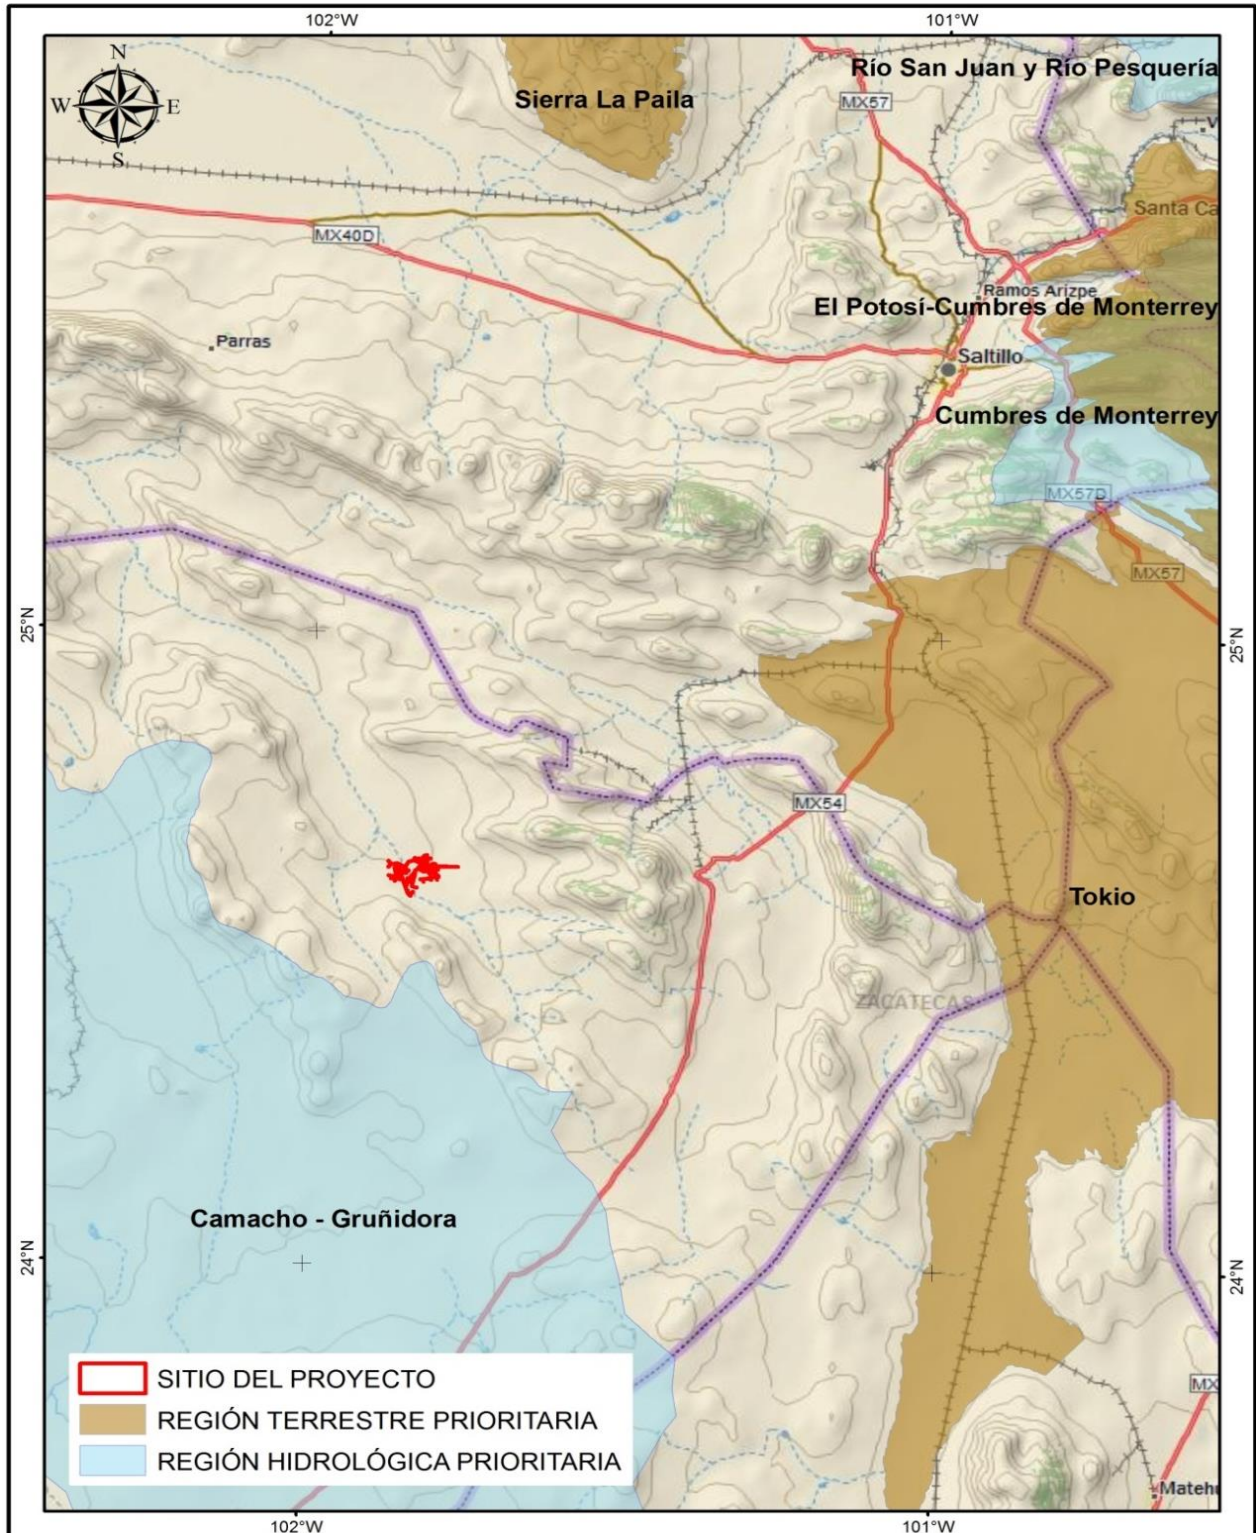 102°W
101°W
N
W
E
S
Río San Juan y Río Pesquería
Sierra La Paila
MX57
V
Santa Ca
MX40D
Ramos Arizpe
El Potosí-Cumbres de Monterrey
Parras
Saltillo
Cumbres de Monterrey
MX57D
MX57
25°N
25°N
MX54
Tokio
ZACATECAS
Camacho - Gruñidora
24°N
24°N
MX
SITIO DEL PROYECTO
REGIÓN TERRESTRE PRIORITARIA
REGIÓN HIDROLÓGICA PRIORITARIA
Matehu
102°W
101°W